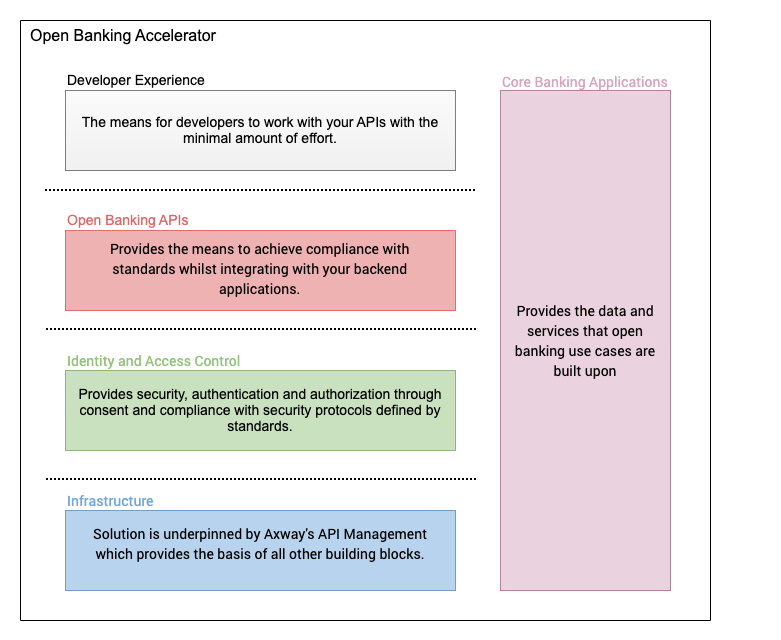 Open Banking Accelerator
Developer Experience
The means for developers to work with your APIs with the
minimal amount of effort.
Open Banking APIs
Provides the means to achieve compliance with
standards whilst integrating with your backend
applications.
Identity and Access Control
Provides security, authentication and authorization through
consent and compliance with security protocols defined by
standards.
Infrastructure
Solution is underpinned by Axway's API Management
which provides the basis of all other building blocks.
Core Banking Applications
Provides the data and
services that open
banking use cases are
built upon